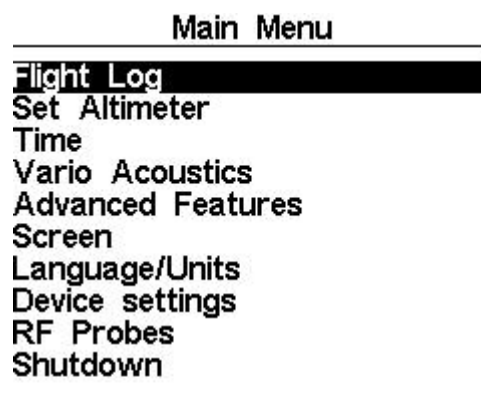 Main Menu
Flight Log
Set Altimeter
Time
Vario Acoustics
Advanced Features
Screen
Language/Units
Device settings
RF Probes
Shutdown